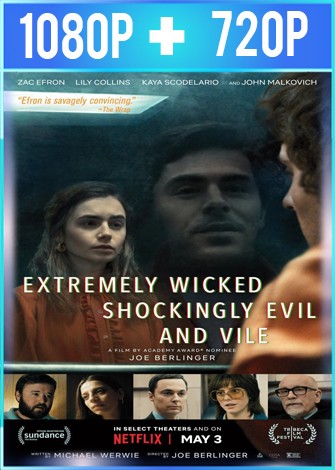 1080P + 720P
ZAC EFRON LILY COLLINS KAYA SCODELARIO AND JOHN MALKOVICH
"Efron is savagely convincing."
-The Wrap
EXTREMELY WICKED
SHOCKINGLY EVIL
AND VILE
A FILM BY ACADEMY AWARD® NOMINEE
JOE BERLINGER
IN SELECT THEATERS AND ON
NETFLIX | MAY 3
sundance
TRIBECA
FILM
FESTIVAL
WRITTEN BY MICHAEL WERWIE DIRECTED BY JOE BERLINGER